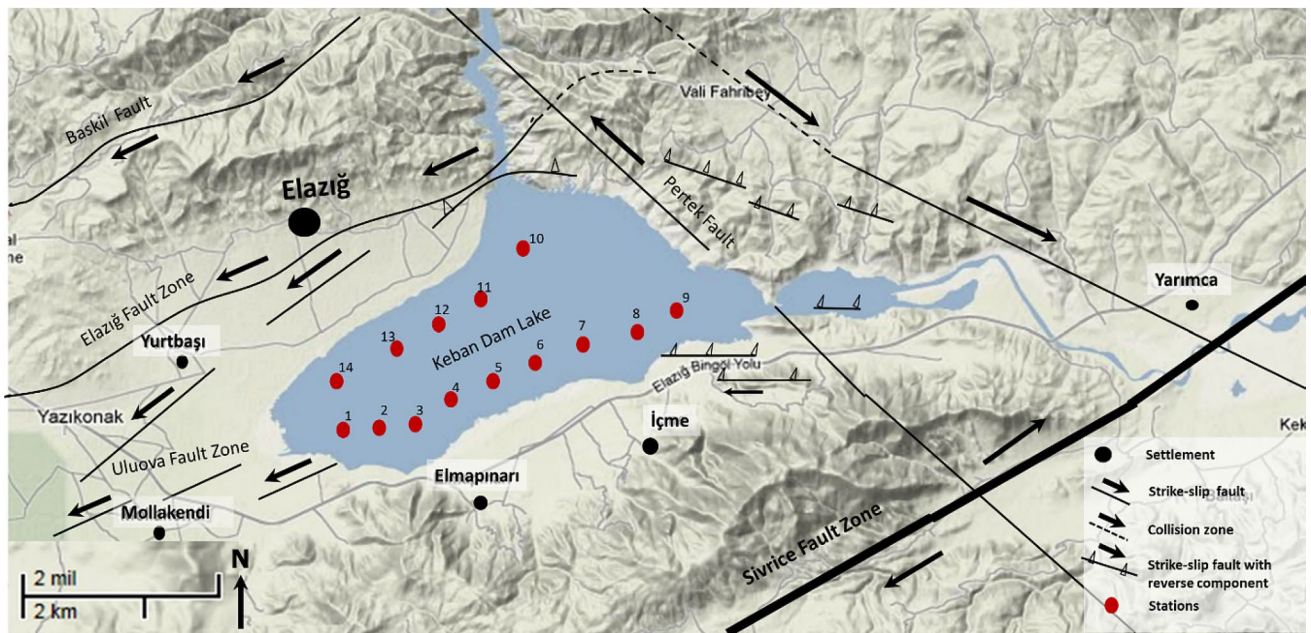 Baskil Fault
Vali Fahribey
Elazığ
Pertek Fault
10
Yarımca
11
9
12
8
Elazığ Fault Zone
Keban Dam Lake
13
7
Yurtbaşı
6
Elazığ Bingöl Yolu
14
5
4
Yazıkonak
1
2
3
İçme
Kek
Uluova Fault Zone
Elmapınarı
Mollakendi
Sivrice Fault Zone
Settlement
Strike-slip fault
Collision zone
Strike-slip fault with
reverse component
Stations
2 mil
2 km
N